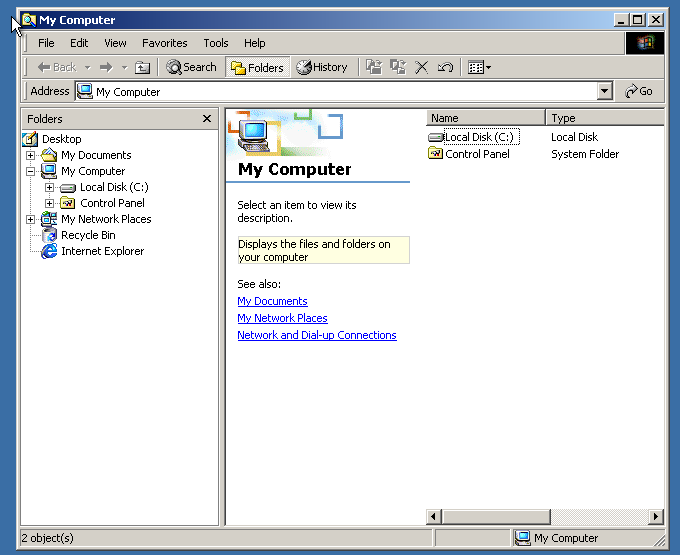 My Computer
File Edit View Favorites Tools Help
Back Search Folders History
Address My Computer Go
Folders
Desktop
My Documents
My Computer
Local Disk (C:)
Control Panel
My Network Places
Recycle Bin
Internet Explorer
My Computer
Select an item to view its
description.
Displays the files and folders on
your computer
See also:
My Documents
My Network Places
Network and Dial-up Connections
Name Type
Local Disk (C:) Local Disk
Control Panel System Folder
2 object(s) My Computer